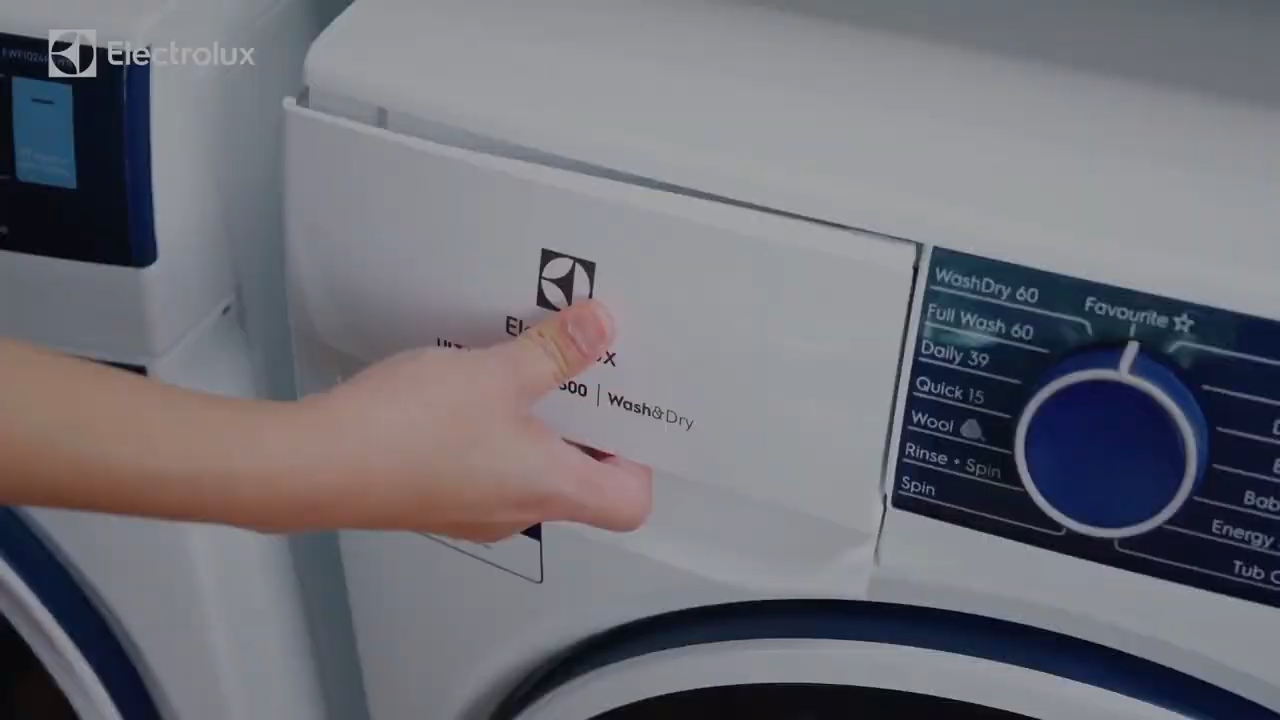 Electrolux
WashDry 60
Full Wash 60
Daily 39
Quick 15
Wool
Rinse + Spin
Spin
Favourite
Wash&Dry
Energy